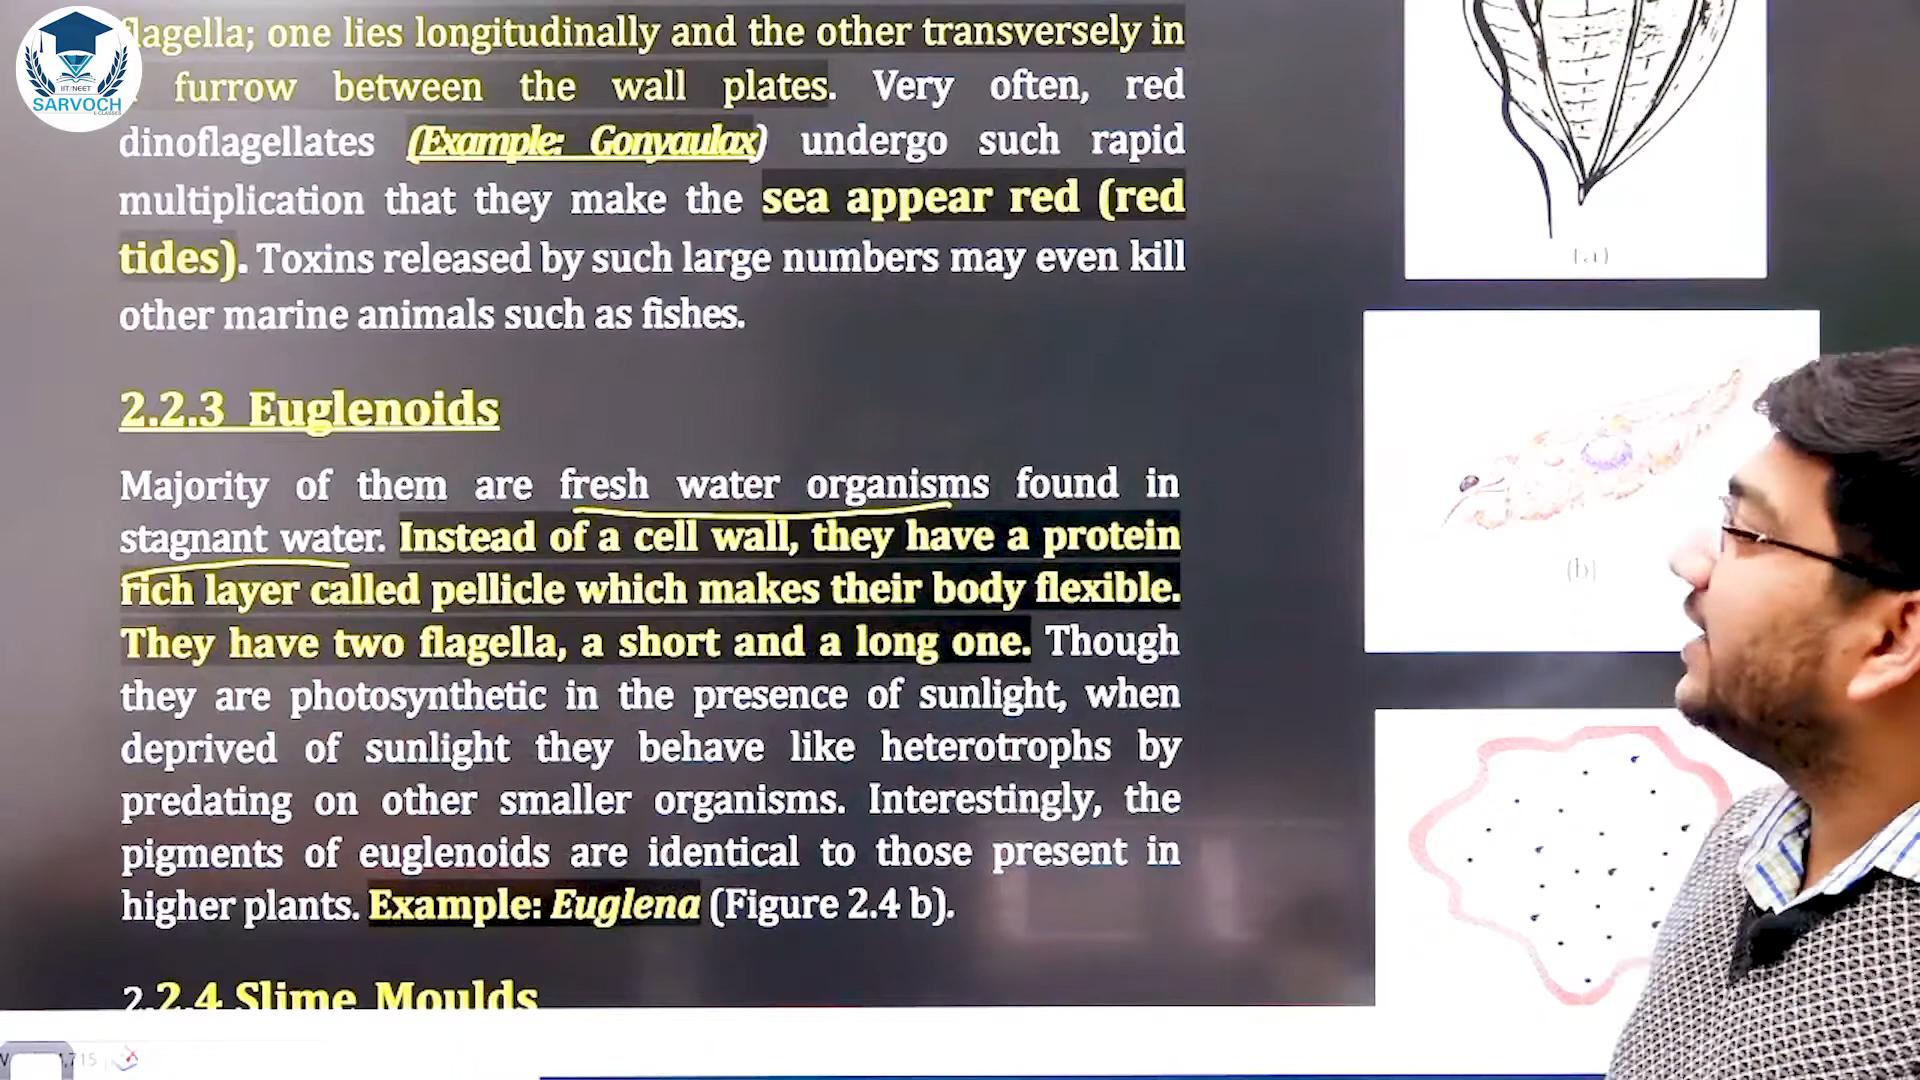 flagella; one lies longitudinally and the other transversely in
furrow between the wall plates. Very often, red
dinoflagellates (Example: Gonyaulax) undergo such rapid
multiplication that they make the sea appear red (red
tides). Toxins released by such large numbers may even kill
other marine animals such as fishes.
2.2.3 Euglenoids
Majority of them are fresh water organisms found in
stagnant water. Instead of a cell wall, they have a protein
rich layer called pellicle which makes their body flexible.
They have two flagella, a short and a long one. Though
they are photosynthetic in the presence of sunlight, when
deprived of sunlight they behave like heterotrophs by
predating on other smaller organisms. Interestingly, the
pigments of euglenoids are identical to those present in
higher plants. Example: Euglena (Figure 2.4 b).
2.2.4 Slime Moulds
(a)
(b)
IIT/NEET
SARVOCH
E-CLASSES